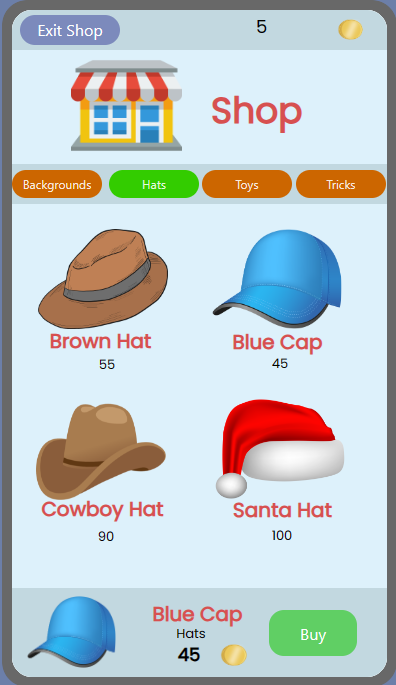 Exit Shop
5
Shop
Backgrounds Hats Toys Tricks
Brown Hat Blue Cap
55 45
Cowboy Hat Santa Hat
90 100
Blue Cap
Hats
45
Buy